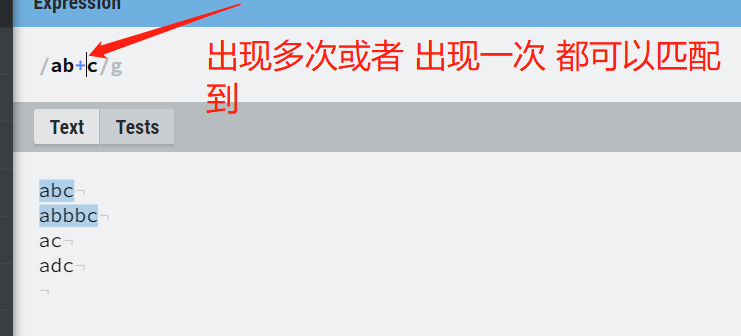 Expression
/ab+c/g
出现多次或者 出现一次 都可以匹配
到
Text Tests
abc¬
abbbc¬
ac¬
adc¬
¬